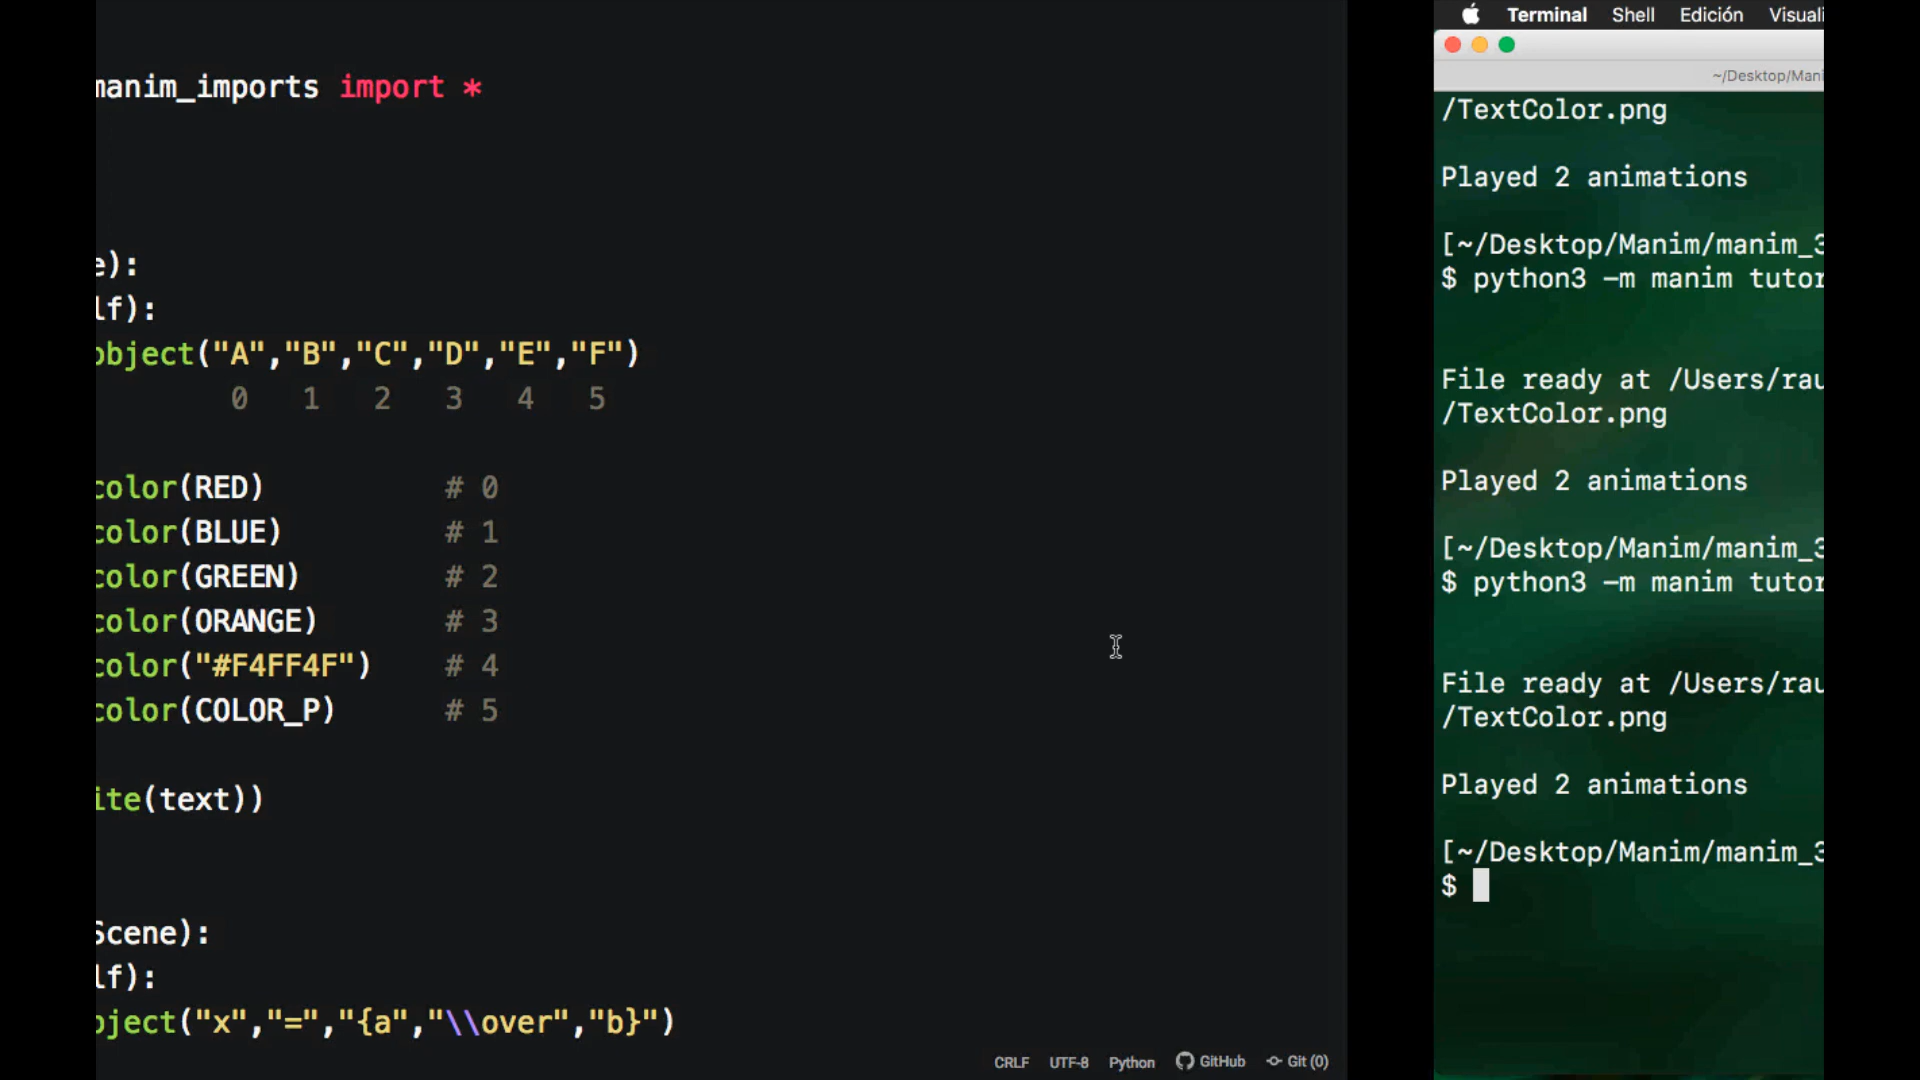 manim_imports import *
e):
lf):
object("A","B","C","D","E","F")
0 1 2 3 4 5
color(RED) # 0
color(BLUE) # 1
color(GREEN) # 2
color(ORANGE) # 3
color("#F4FF4F") # 4
color(COLOR_P) # 5
ite(text))
Scene):
lf):
bject("x","=","{a","\\over","b}")
CRLF UTF-8 Python GitHub Git (0)
Terminal Shell Edición Visuali
~/Desktop/Mani
/TextColor.png
Played 2 animations
[~/Desktop/Manim/manim_3
$ python3 -m manim tutor
File ready at /Users/rau
/TextColor.png
Played 2 animations
[~/Desktop/Manim/manim_3
$ python3 -m manim tutor
File ready at /Users/rau
/TextColor.png
Played 2 animations
[~/Desktop/Manim/manim_3
$